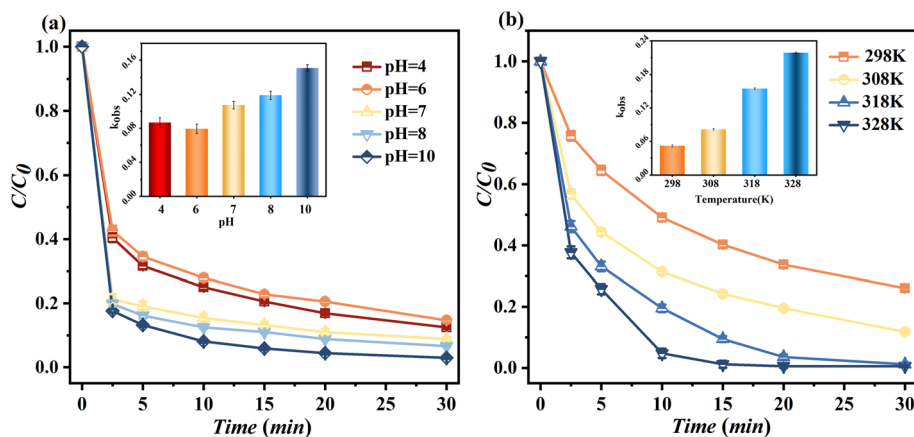 (a)
1.0
0.8
0.6
0.4
0.2
0.0
C/C0
0
5
10
15
20
25
30
Time (min)
pH=4
pH=6
pH=7
pH=8
pH=10
0.16
0.12
0.08
0.04
0.00
kobs
4
6
7
8
10
pH
(b)
1.0
0.8
0.6
0.4
0.2
0.0
C/C0
0
5
10
15
20
25
30
Time (min)
298K
308K
318K
328K
0.24
0.18
0.12
0.06
0.00
kobs
298
308
318
328
Temperature(K)